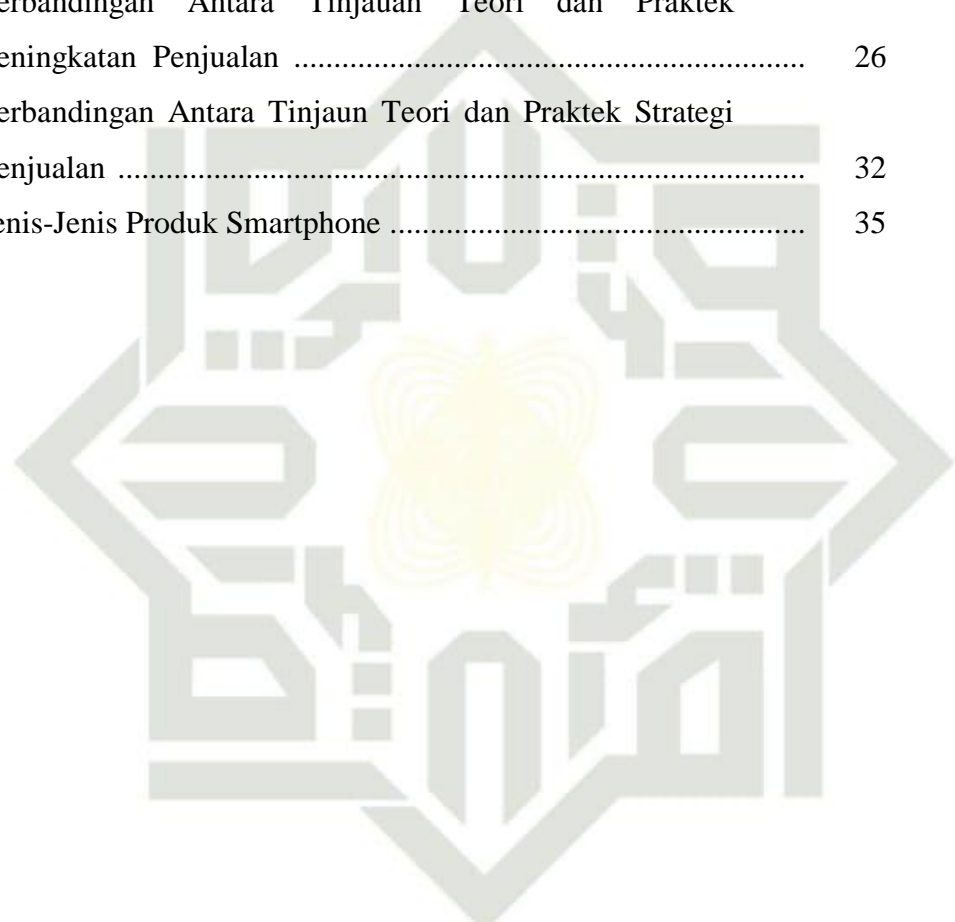 erbandingan Antara Tinjauan Teori dan Praktek
eningkatan Penjualan ................................................................ 26
erbandingan Antara Tinjaun Teori dan Praktek Strategi
enjualan ...................................................................................... 32
enis-Jenis Produk Smartphone .................................................... 35